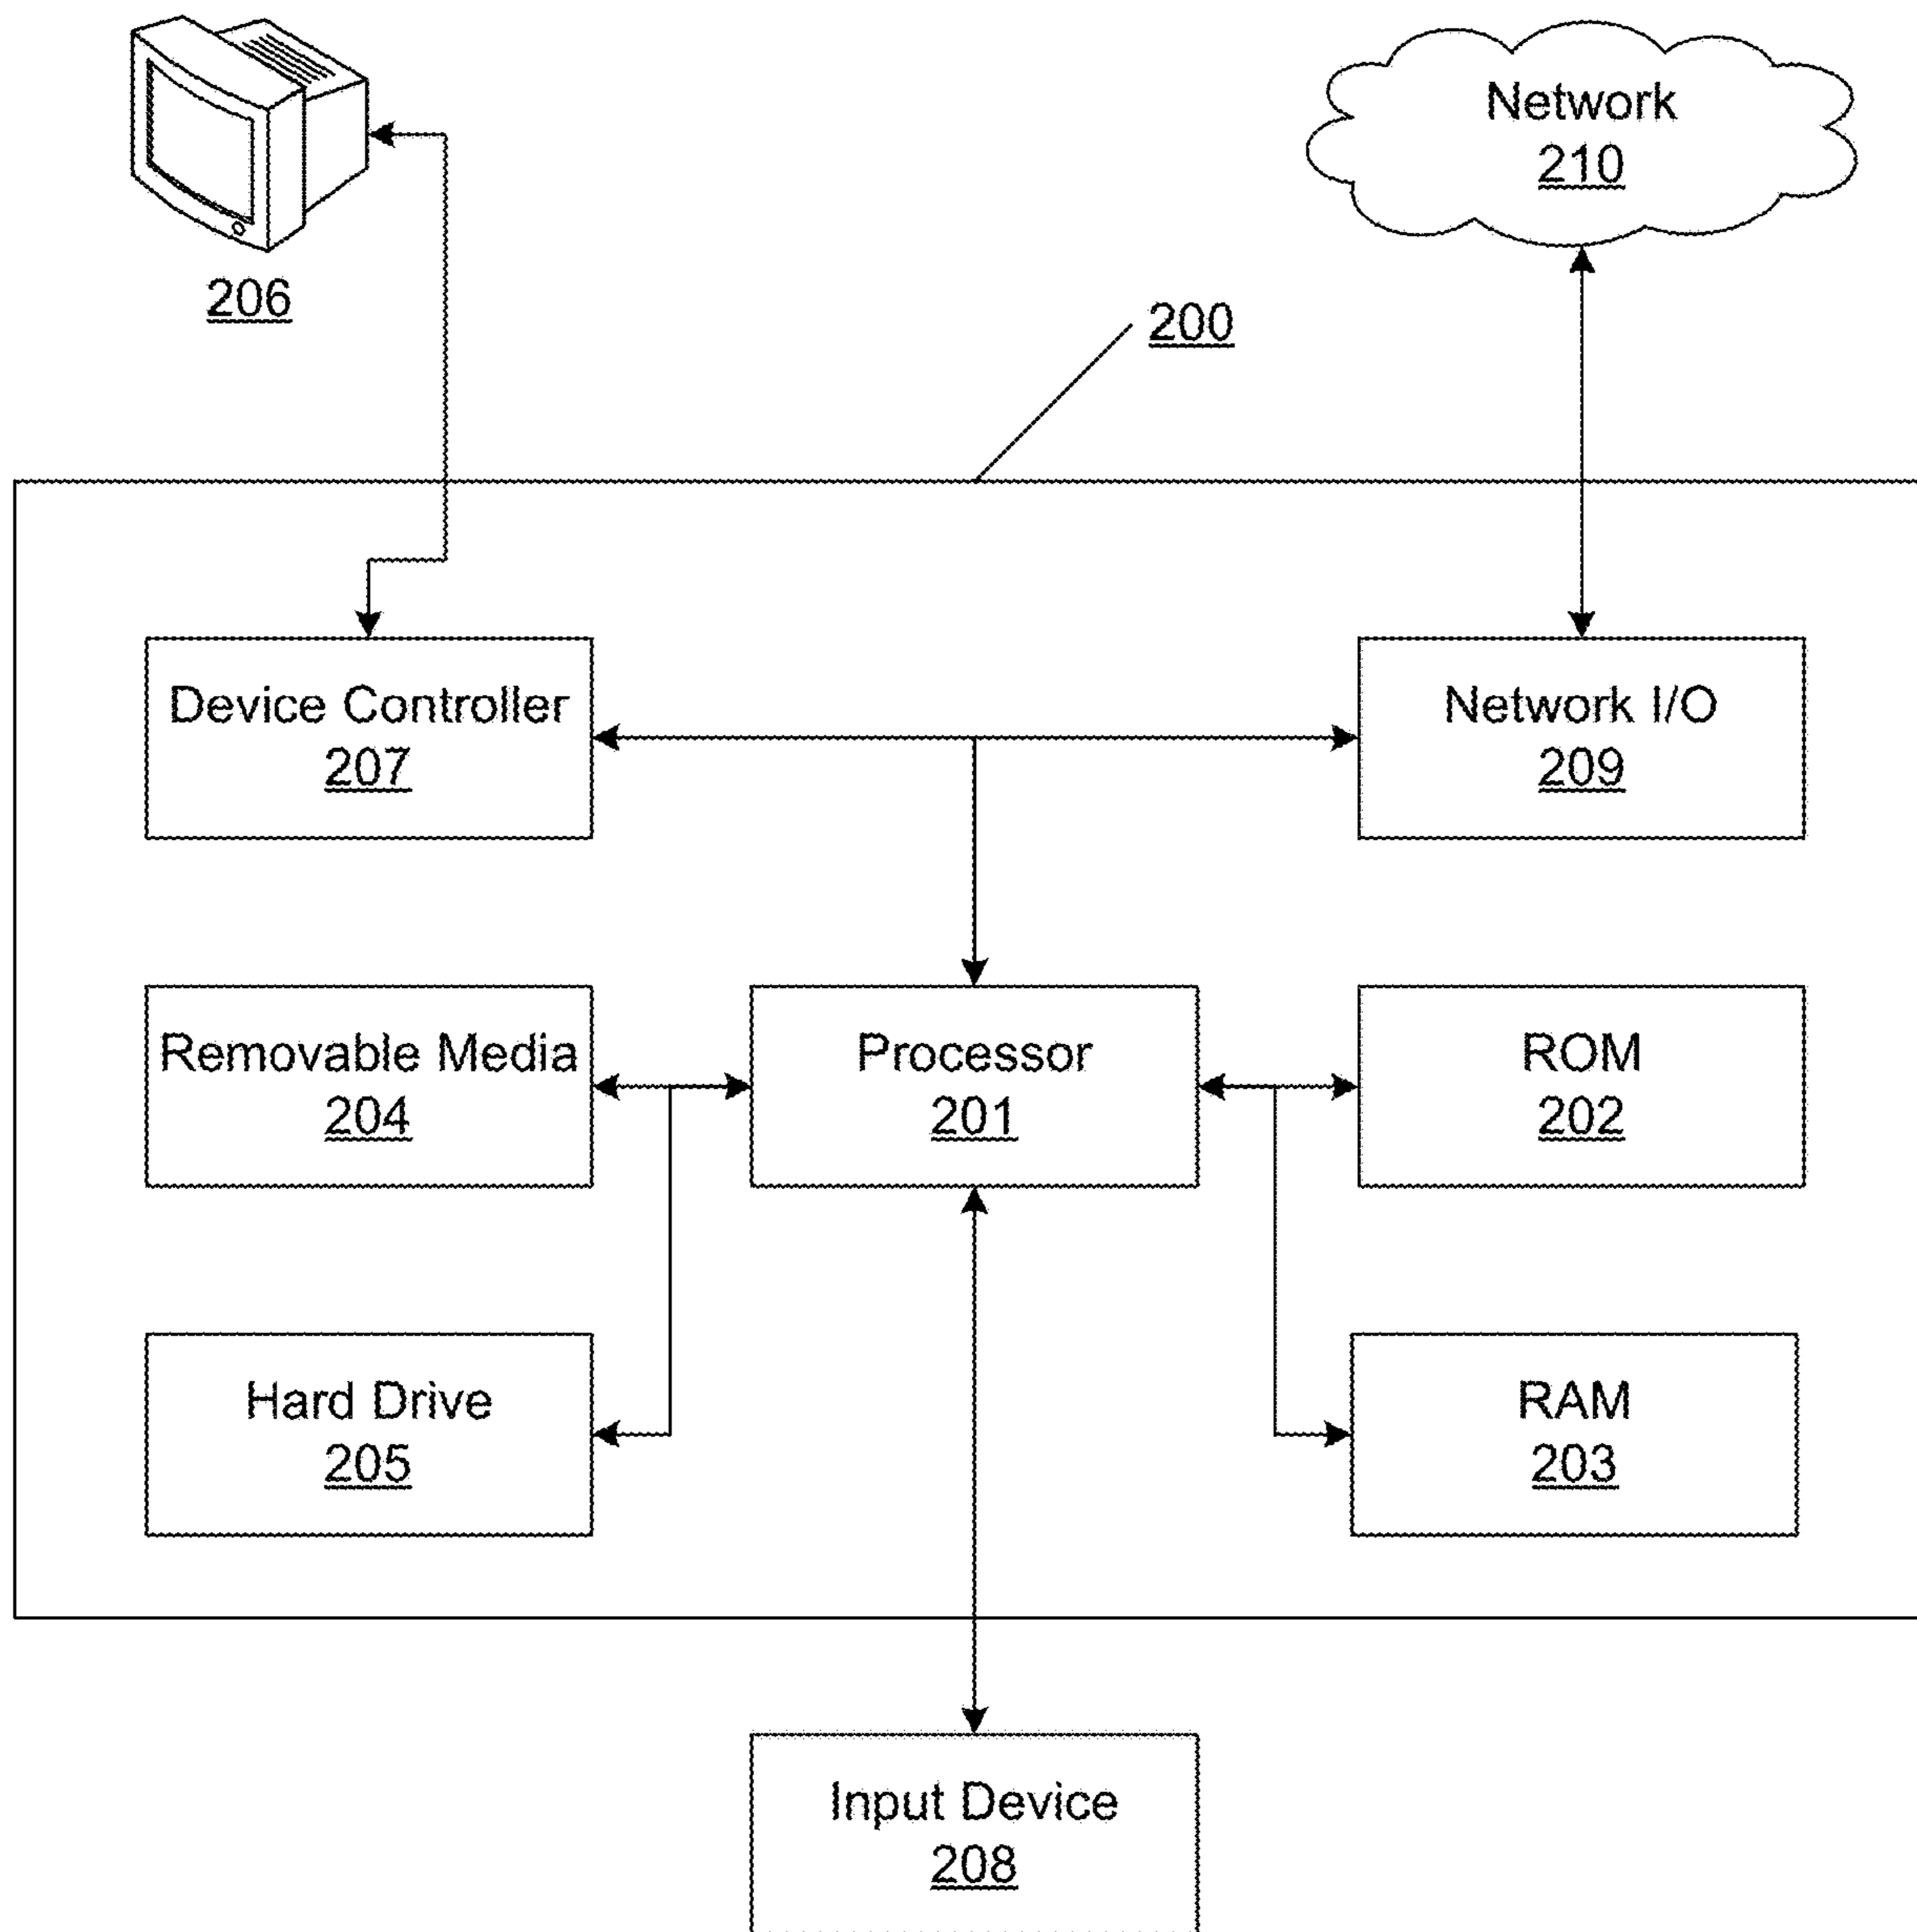 Network
210
206
200
Device Controller
207
Network I/O
209
Removable Media
204
Processor
201
ROM
202
Hard Drive
205
RAM
203
Input Device
208